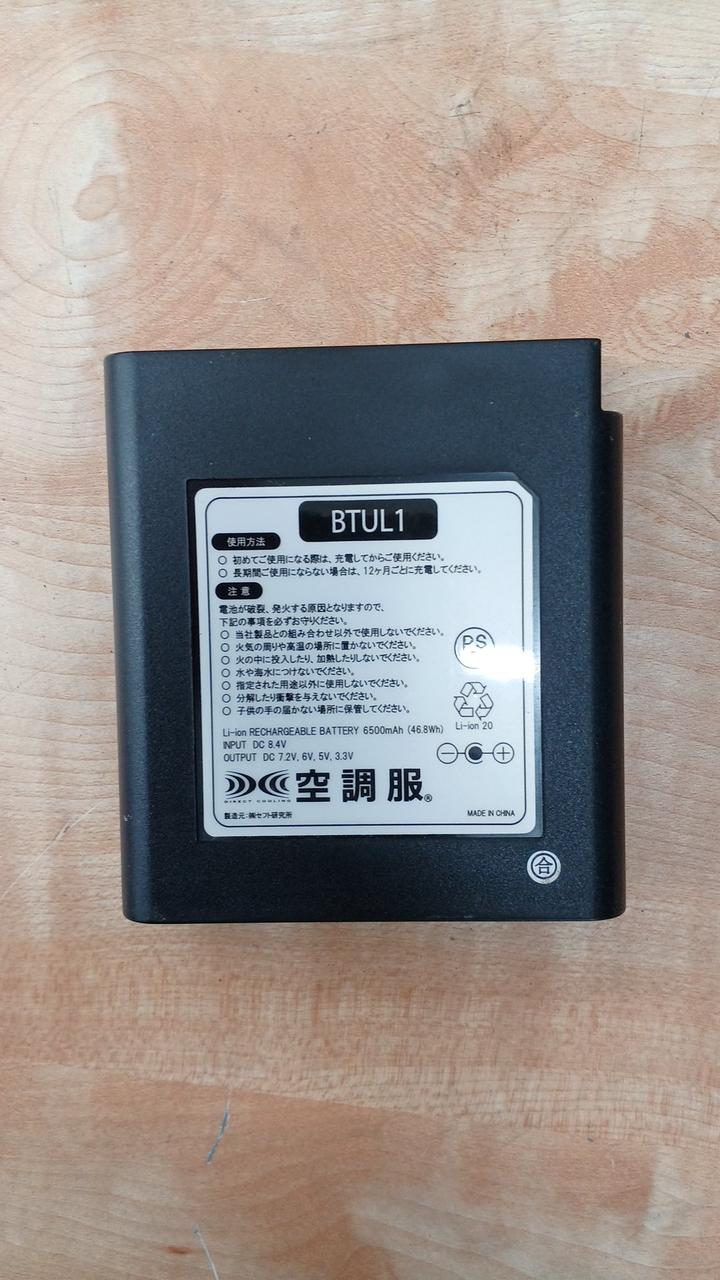 BTUL1
使用方法
○ 初めてご使用になる際は、充電してからご使用ください。
○ 長期間ご使用にならない場合は、12ヶ月ごとに充電してください。
注意
電池が破裂、発火する原因となりますので、
下記の事項を必ずお守りください。
○ 当社製品との組み合わせ以外で使用しないでください。
○ 火気の周りや高温の場所に置かないでください。
○ 火の中に投入したり、加熱したりしないでください。
○ 水や海水につけないでください。
○ 指定された用途以外に使用しないでください。
○ 分解したり衝撃を与えないでください。
○ 子供の手の届かない場所に保管してください。
PS
Li-ion 20
Li-ion RECHARGEABLE BATTERY 6500mAh (46.8Wh)
INPUT DC 8.4V
OUTPUT DC 7.2V, 6V, 5V, 3.3V
DIRECT COOLING
空調服®
製造元:㈱セフト研究所
MADE IN CHINA
合